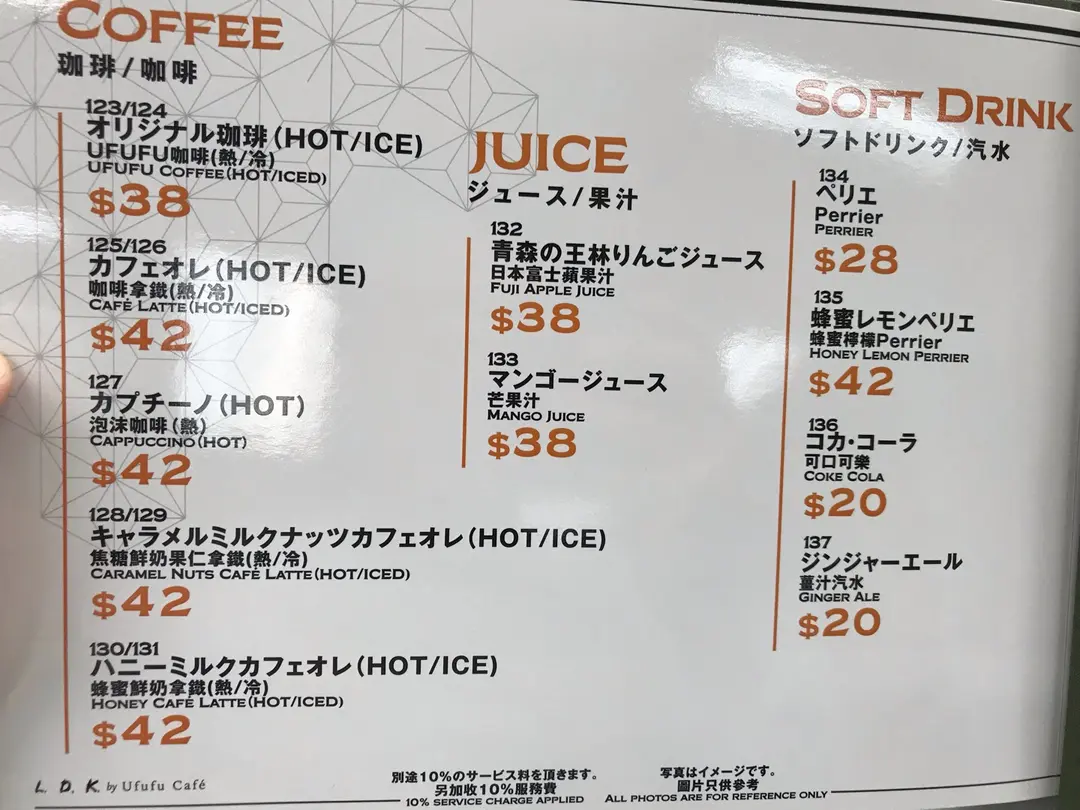 COFFEE
珈琲/咖啡
123/124
オリジナル珈琲(HOT/ICE)
UFUFU咖啡(熱/冷)
UFUFU COFFEE(HOT/ICED)
$38
125/126
カフェオレ(HOT/ICE)
咖啡拿鐵(熱/冷)
CAFÉ LATTE(HOT/ICED)
$42
127
カプチーノ(HOT)
泡沫咖啡(熱)
CAPPUCCINO(HOT)
$42
128/129
キャラメルミルクナッツカフェオレ(HOT/ICE)
焦糖鮮奶果仁拿鐵(熱/冷)
CARAMEL NUTS CAFÉ LATTE(HOT/ICED)
$42
130/131
ハニーミルクカフェオレ(HOT/ICE)
蜂蜜鮮奶拿鐵(熱/冷)
HONEY CAFÉ LATTE(HOT/ICED)
$42
JUICE
ジュース/果汁
132
青森の王林りんごジュース
日本富士蘋果汁
FUJI APPLE JUICE
$38
133
マンゴージュース
芒果汁
MANGO JUICE
$38
SOFT DRINK
ソフトドリンク/汽水
134
ペリエ
Perrier
PERRIER
$28
135
蜂蜜レモンペリエ
蜂蜜檸檬Perrier
HONEY LEMON PERRIER
$42
136
コカ・コーラ
可口可樂
COKE COLA
$20
137
ジンジャーエール
薑汁汽水
GINGER ALE
$20
L. D. K. by Ufufu Café
別途10%のサービス料を頂きます。
另加收10%服務費
10% SERVICE CHARGE APPLIED
写真はイメージです。
圖片只供參考
ALL PHOTOS ARE FOR REFERENCE ONLY